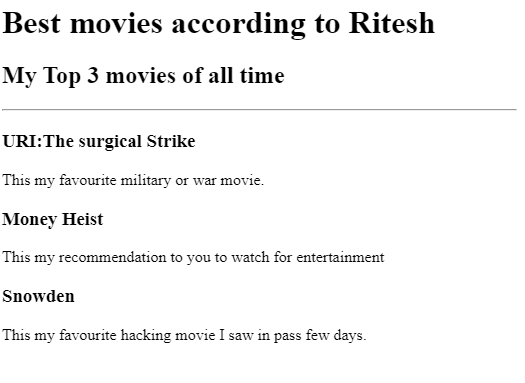 Best movies according to Ritesh
My Top 3 movies of all time
URI:The surgical Strike
This my favourite military or war movie.
Money Heist
This my recommendation to you to watch for entertainment
Snowden
This my favourite hacking movie I saw in pass few days.